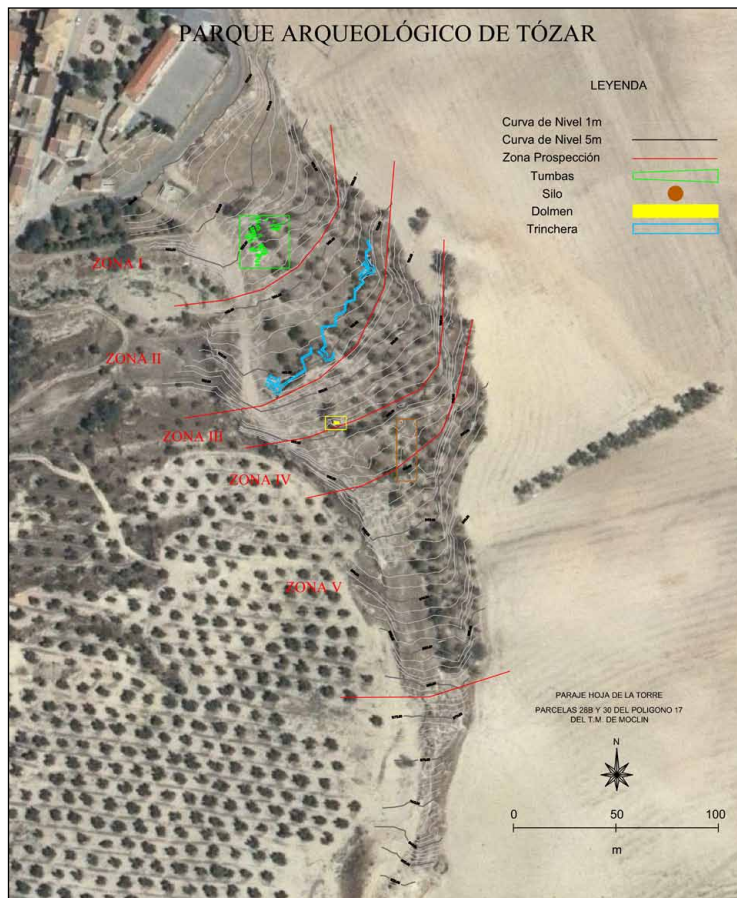 PARQUE ARQUEOLÓGICO DE TÓZAR
LEYENDA
Curva de Nivel 1m
Curva de Nivel 5m
Zona Prospección
Tumbas
Silo
Dolmen
Trinchera
ZONA I
ZONA II
ZONA III
ZONA IV
ZONA V
PARAJE HOJA DE LA TORRE
PARCELAS 26B Y 30 DEL POLIGONO 17
DEL T.M. DE MOCLIN
N
0 50 100
m